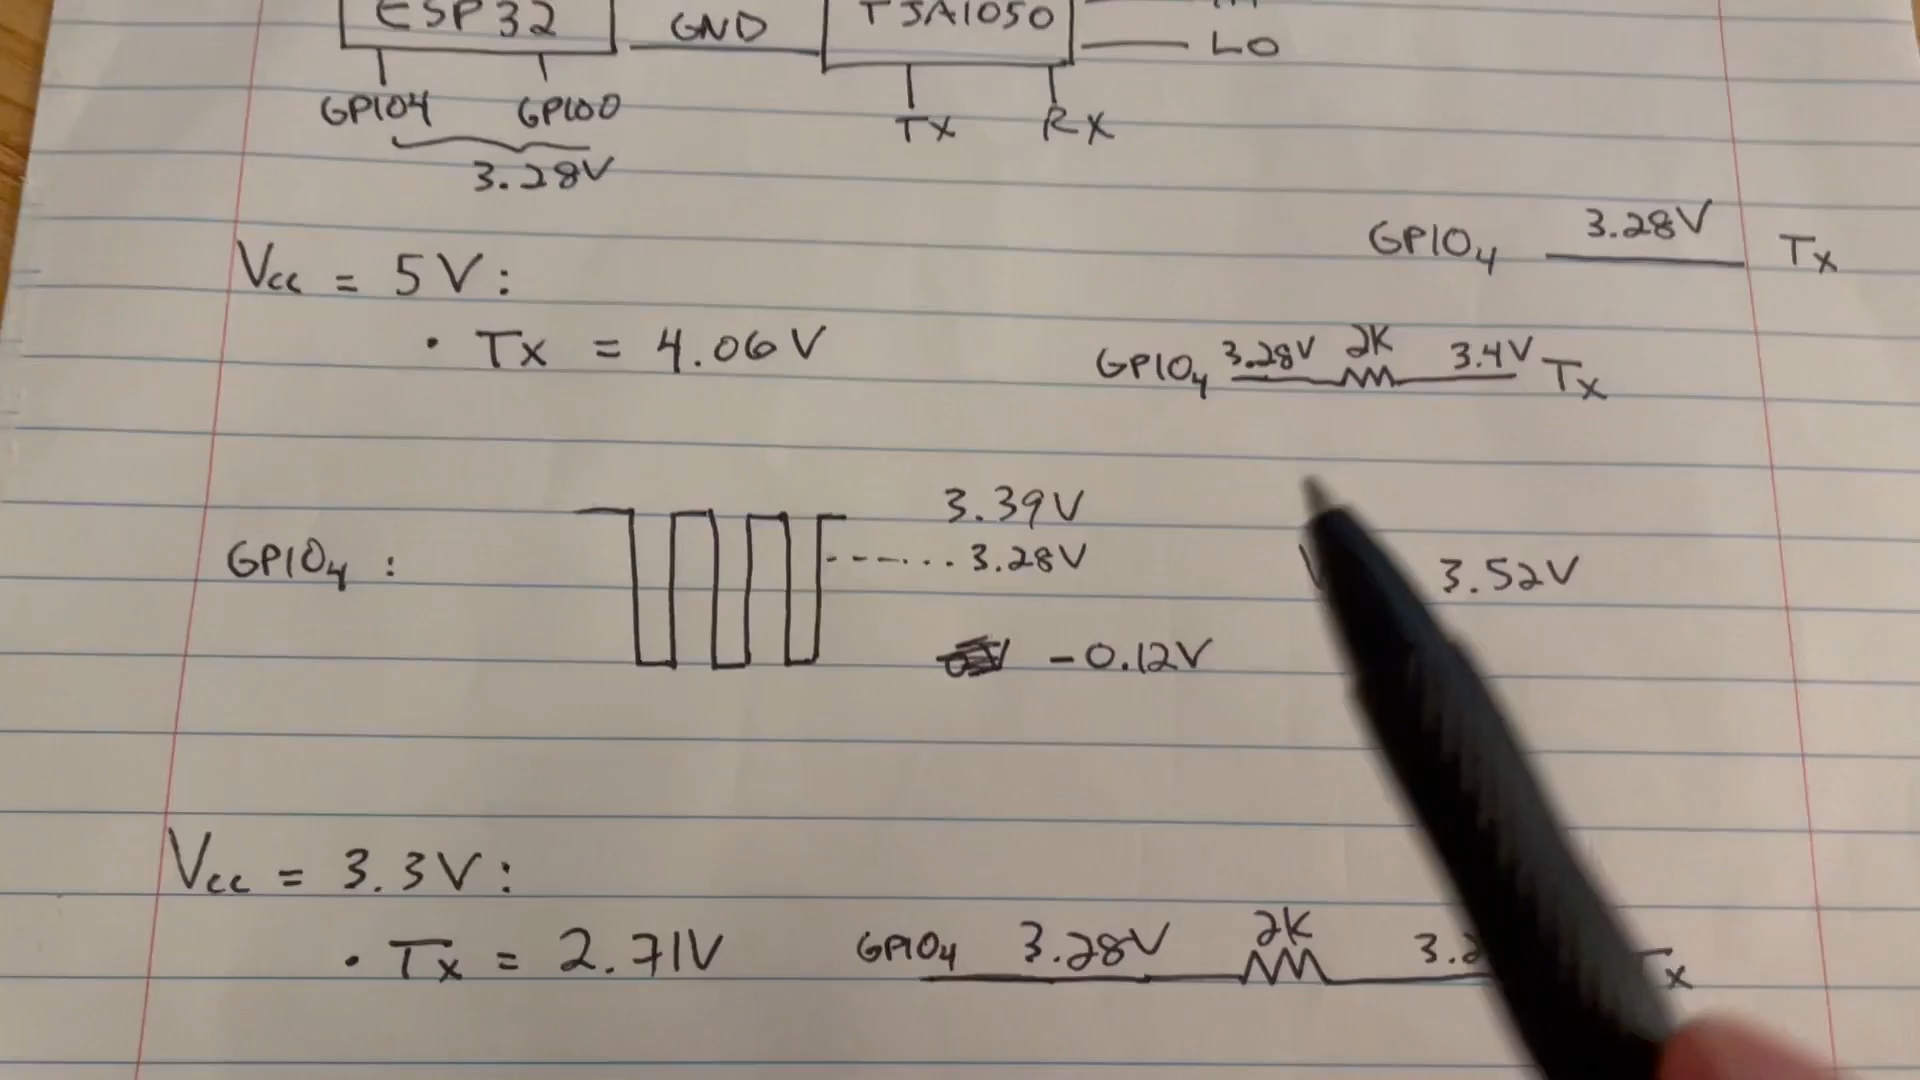 ESP32 GND TJA1050
LO
GPIO4 GPIO0 TX RX
3.28V
GPIO4 3.28V Tx
Vcc = 5V:
• Tx = 4.06V
GPIO4 3.28V 2K 3.4V Tx
3.39V
GPIO4 : 3.28V
3.52V
-0.12V
Vcc = 3.3V:
• Tx = 2.71V
GPIO4 3.28V 2K